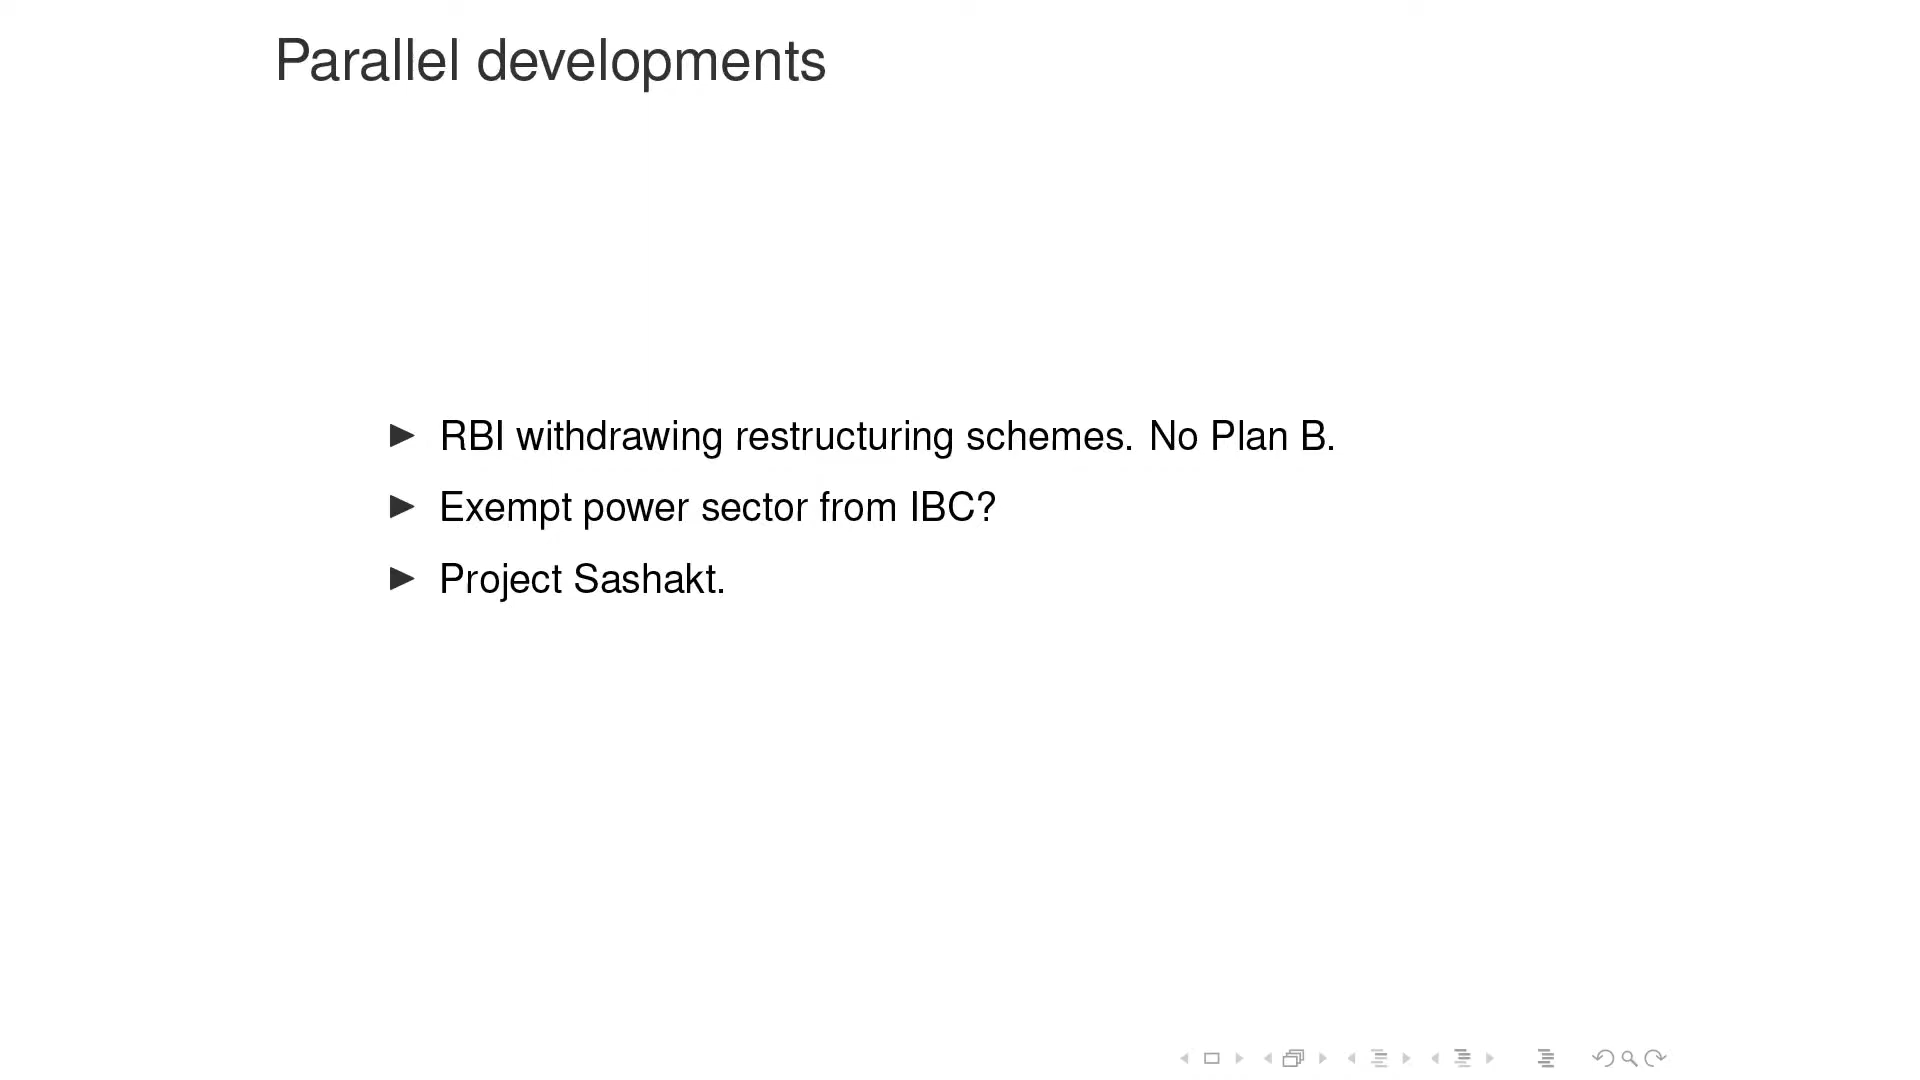 Parallel developments
RBI withdrawing restructuring schemes. No Plan B.
Exempt power sector from IBC?
Project Sashakt.